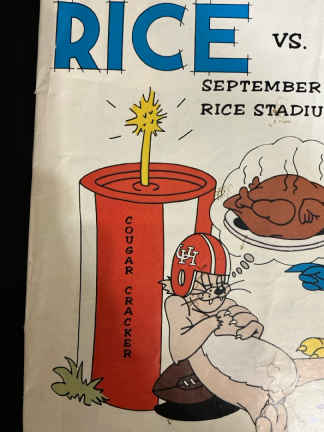 RICE VS.
SEPTEMBER
RICE STADIU
COUGAR CRACKER
UH